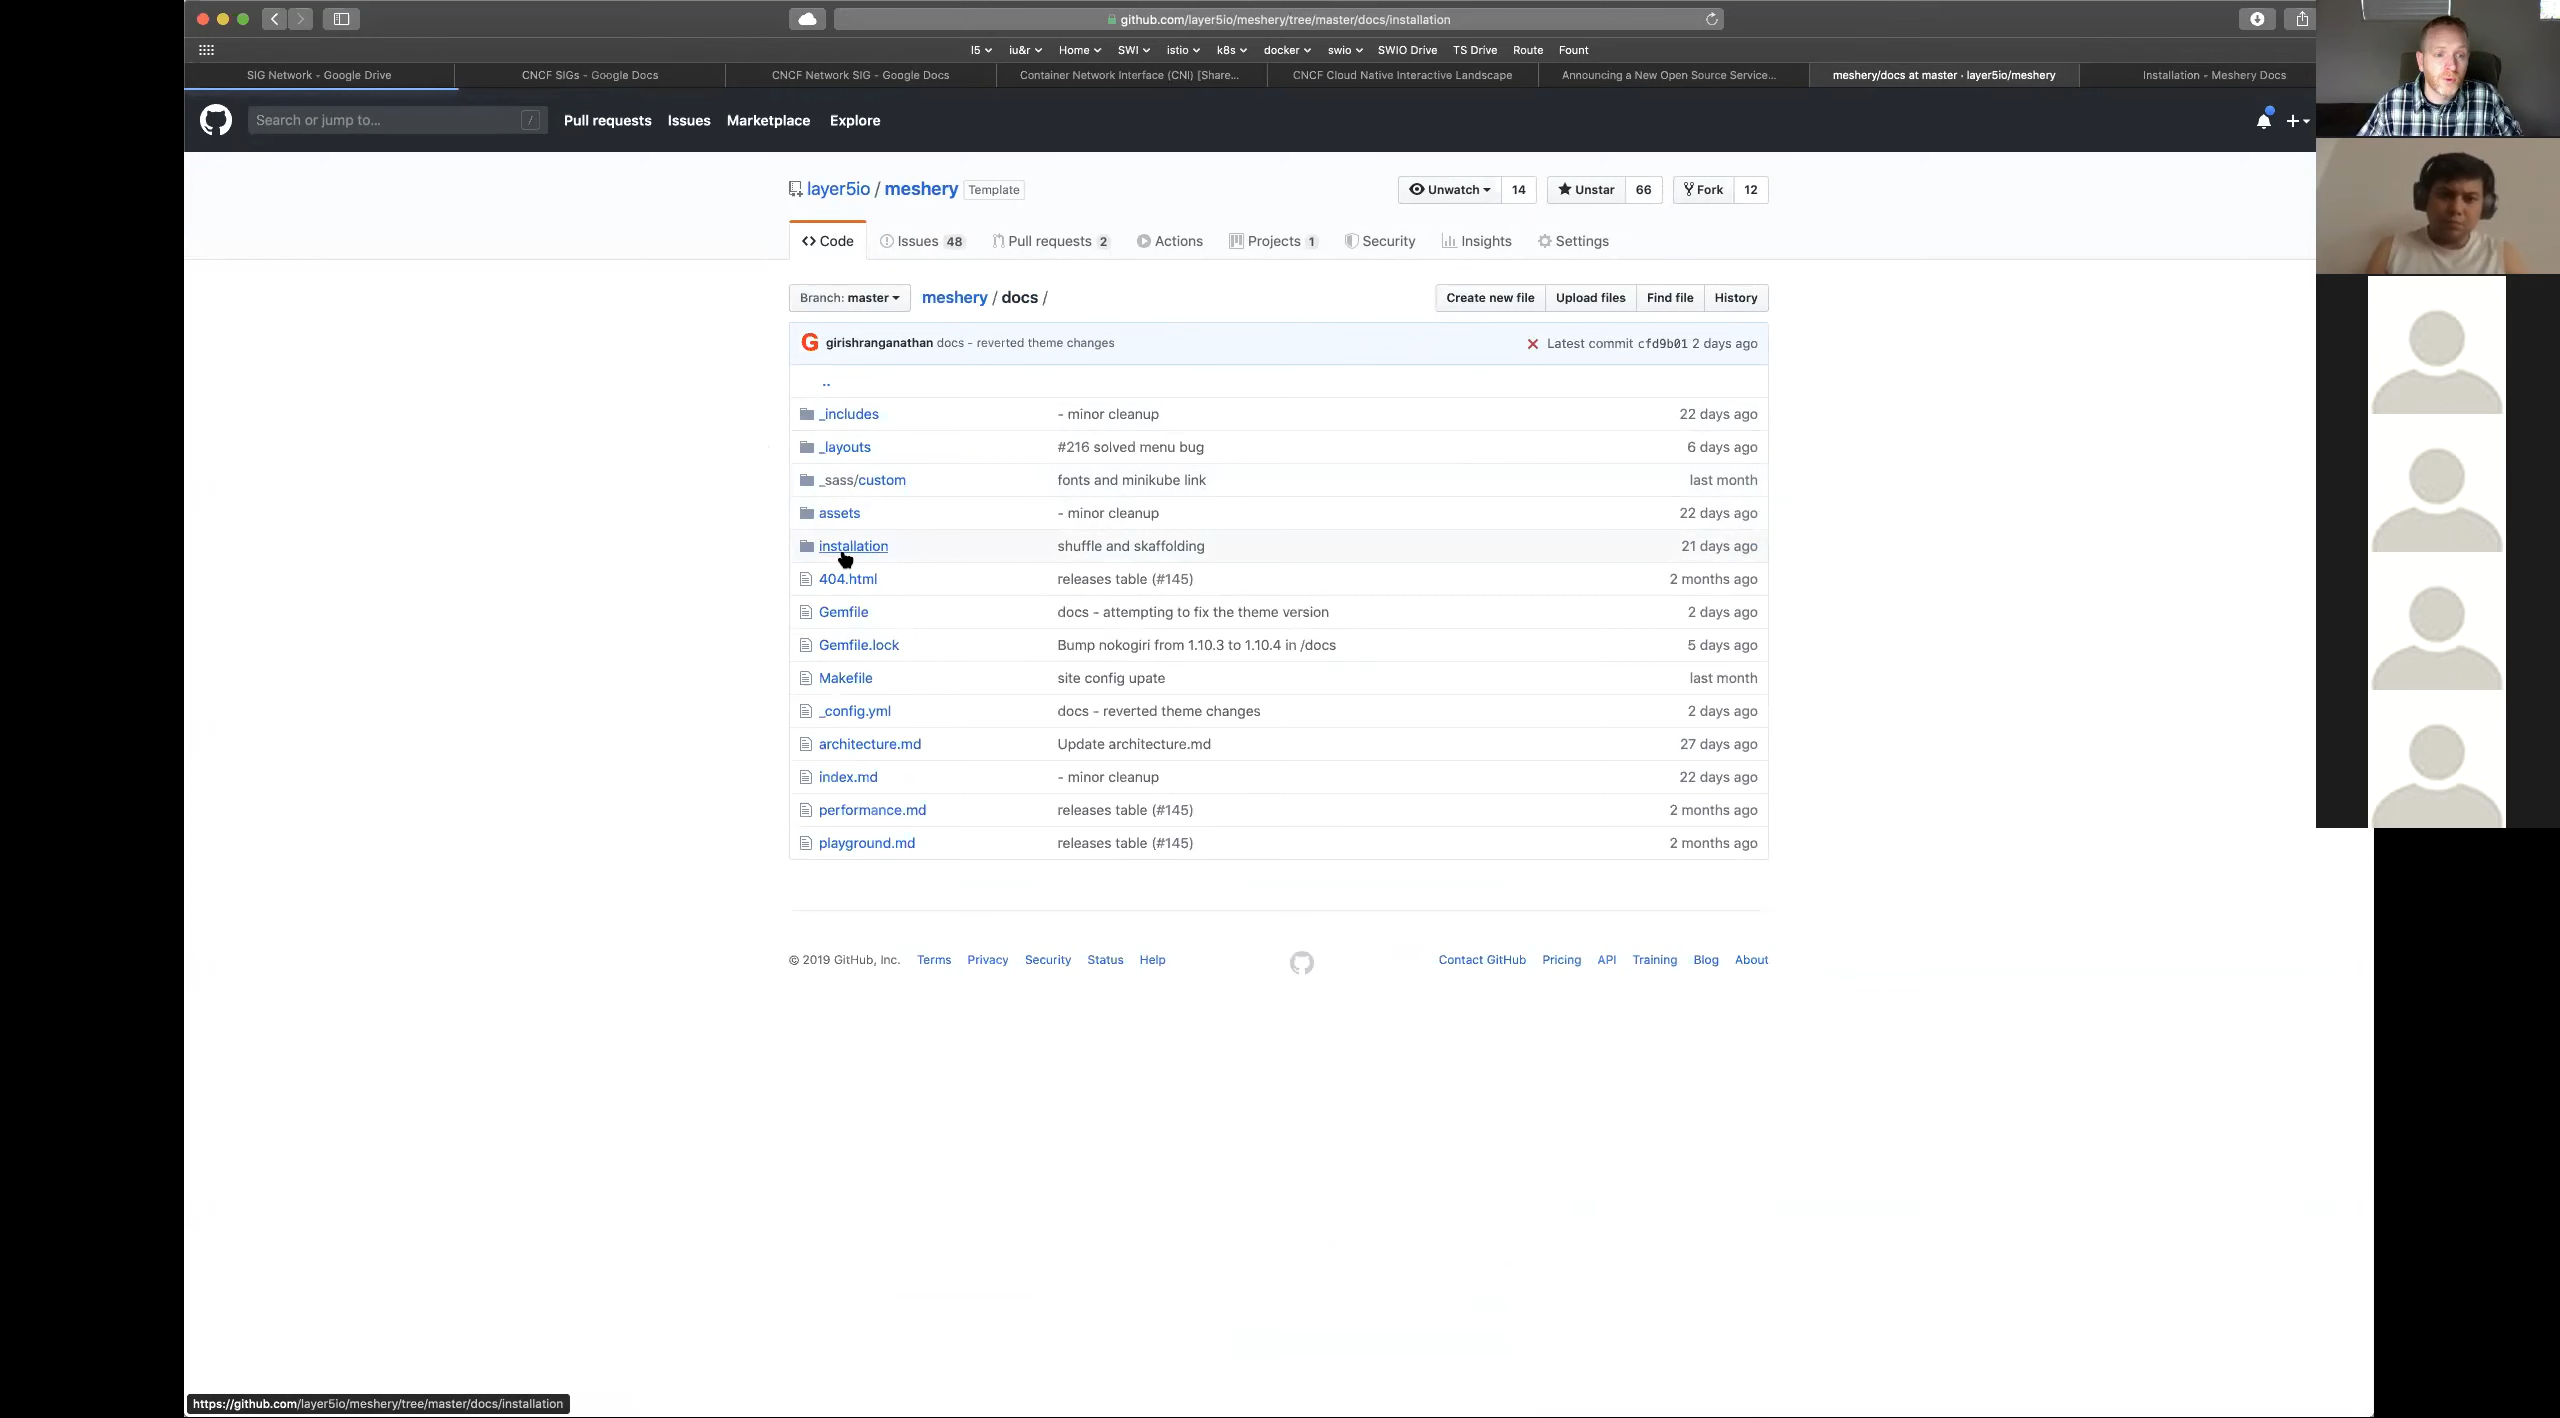 github.com/layer5io/meshery/tree/master/docs/installation
l5 iu&r Home SWI istio k8s docker swio SWIO Drive TS Drive Route Fount
SIG Network - Google Drive CNCF SIGs - Google Docs CNCF Network SIG - Google Docs Container Network Interface (CNI) [Share... CNCF Cloud Native Interactive Landscape Announcing a New Open Source Service... meshery/docs at master · layer5io/meshery Installation - Meshery Docs
Search or jump to... / Pull requests Issues Marketplace Explore
layer5io / meshery Template Unwatch 14 Unstar 66 Fork 12
Code Issues 48 Pull requests 2 Actions Projects 1 Security Insights Settings
Branch: master meshery / docs / Create new file Upload files Find file History
G girishranganathan docs - reverted theme changes Latest commit cfd9b01 2 days ago
..
_includes - minor cleanup 22 days ago
_layouts #216 solved menu bug 6 days ago
_sass/custom fonts and minikube link last month
assets - minor cleanup 22 days ago
installation shuffle and skaffolding 21 days ago
404.html releases table (#145) 2 months ago
Gemfile docs - attempting to fix the theme version 2 days ago
Gemfile.lock Bump nokogiri from 1.10.3 to 1.10.4 in /docs 5 days ago
Makefile site config upate last month
_config.yml docs - reverted theme changes 2 days ago
architecture.md Update architecture.md 27 days ago
index.md - minor cleanup 22 days ago
performance.md releases table (#145) 2 months ago
playground.md releases table (#145) 2 months ago
© 2019 GitHub, Inc. Terms Privacy Security Status Help Contact GitHub Pricing API Training Blog About
https://github.com/layer5io/meshery/tree/master/docs/installation